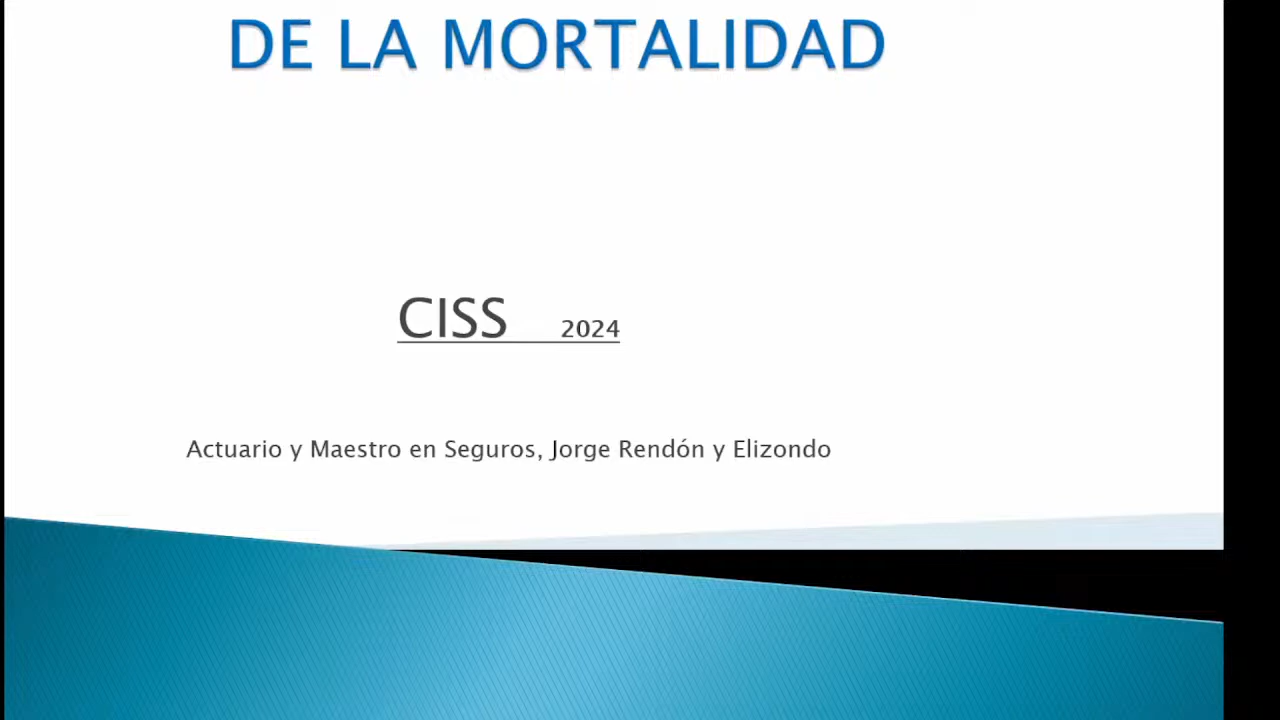 DE LA MORTALIDAD
CISS 2024
Actuario y Maestro en Seguros, Jorge Rendón y Elizondo